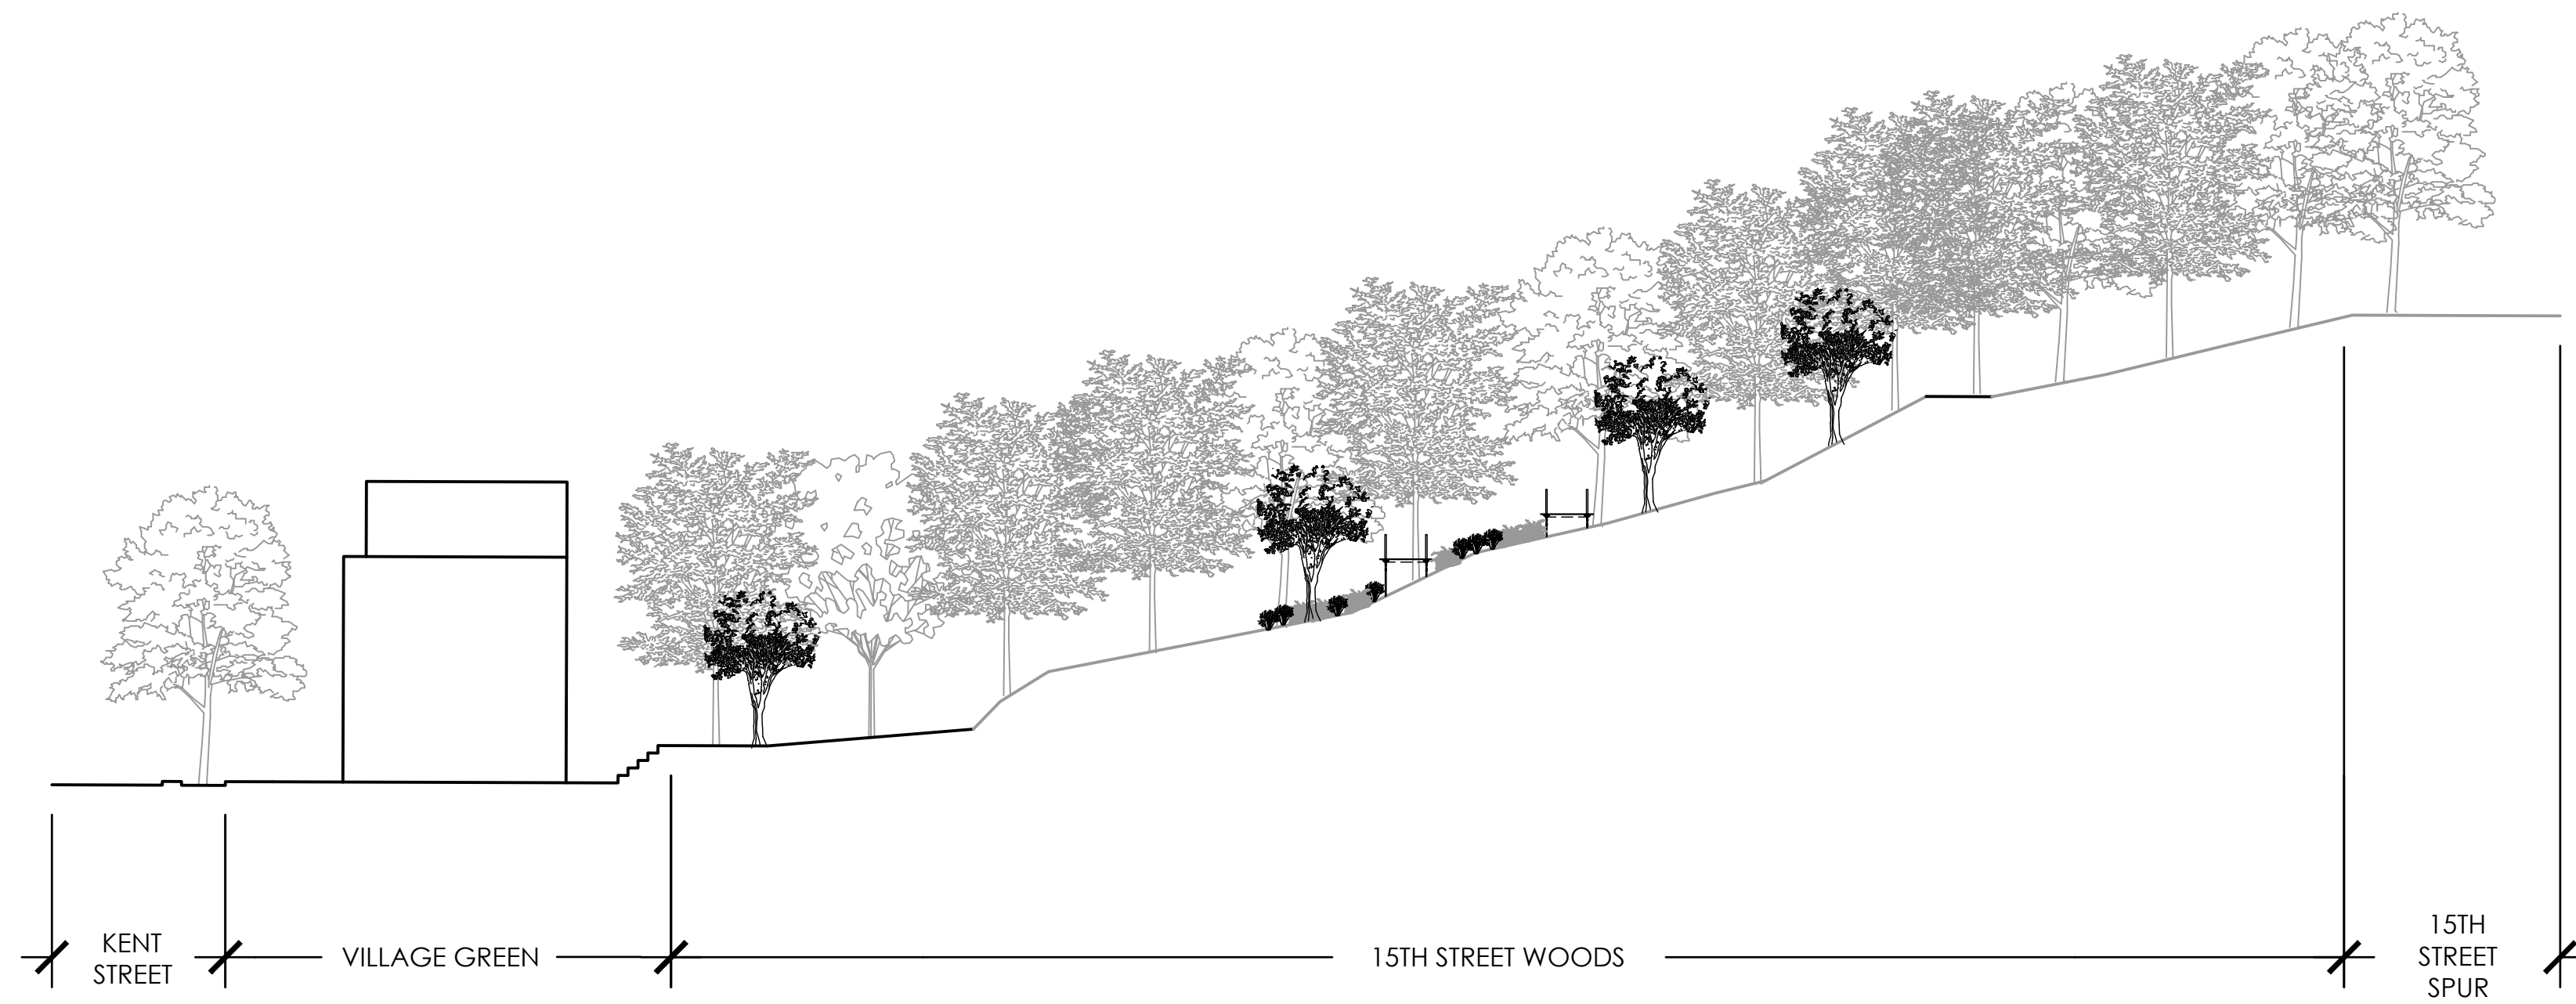 KENT
STREET
VILLAGE GREEN
15TH STREET WOODS
15TH
STREET
SPUR